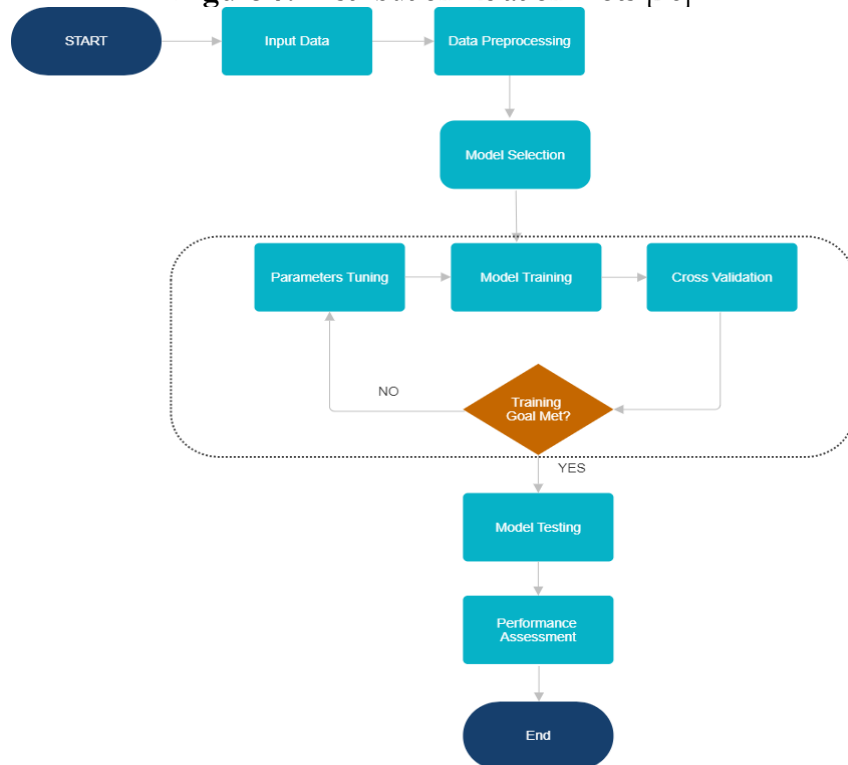 START
Input Data
Data Preprocessing
Model Selection
Parameters Tuning
Model Training
Cross Validation
NO
Training
Goal Met?
YES
Model Testing
Performance
Assessment
End